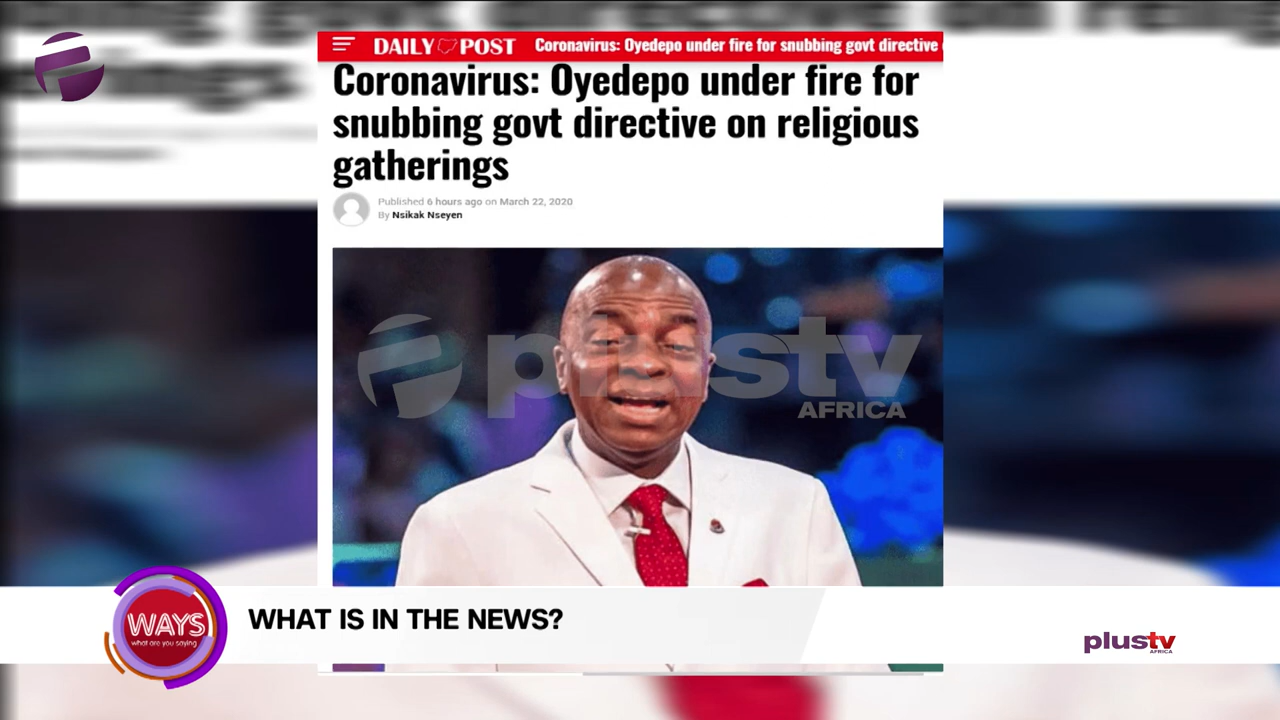 DAILY POST
Coronavirus: Oyedepo under fire for snubbing govt directive
Coronavirus: Oyedepo under fire for
snubbing govt directive on religious
gatherings
Published 6 hours ago on March 22, 2020
By Nsikak Nseyen
plustv
AFRICA
WAYS
what are you saying
WHAT IS IN THE NEWS?
plustv
AFRICA